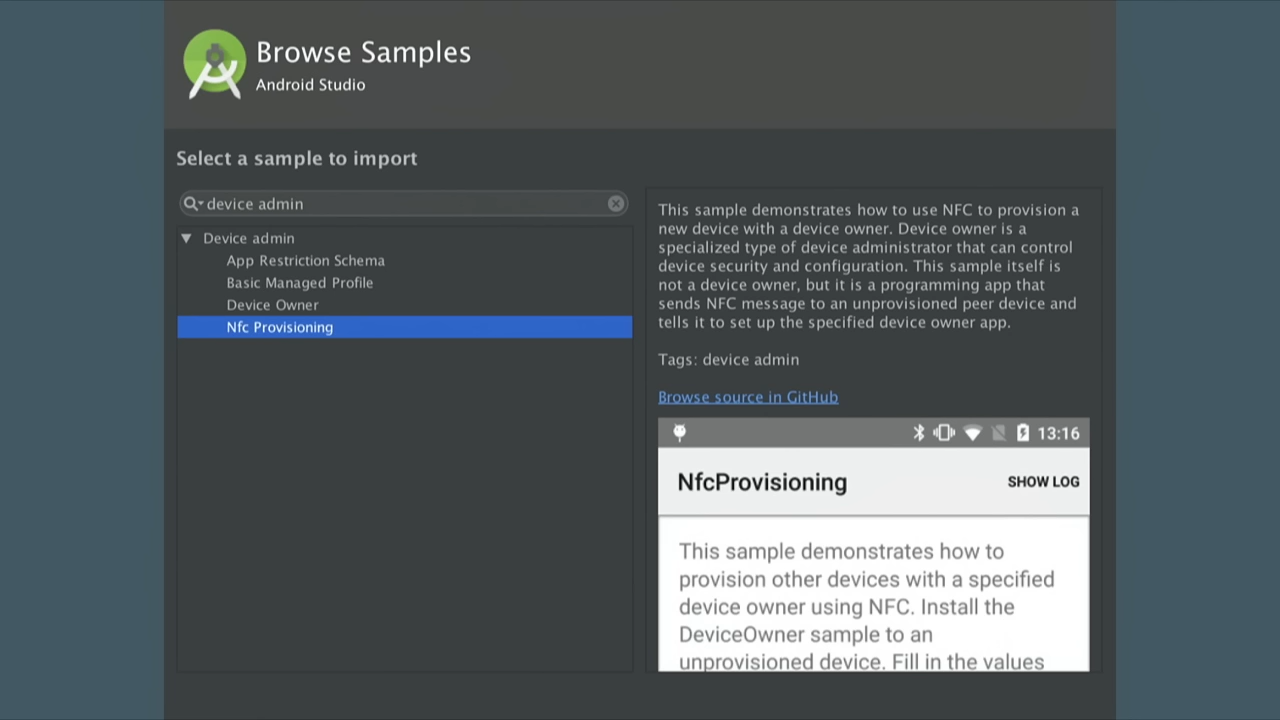 Browse Samples
Android Studio
Select a sample to import
device admin
Device admin
App Restriction Schema
Basic Managed Profile
Device Owner
Nfc Provisioning
This sample demonstrates how to use NFC to provision a
new device with a device owner. Device owner is a
specialized type of device administrator that can control
device security and configuration. This sample itself is
not a device owner, but it is a programming app that
sends NFC message to an unprovisioned peer device and
tells it to set up the specified device owner app.
Tags: device admin
Browse source in GitHub
13:16
NfcProvisioning
SHOW LOG
This sample demonstrates how to
provision other devices with a specified
device owner using NFC. Install the
DeviceOwner sample to an
unprovisioned device. Fill in the values